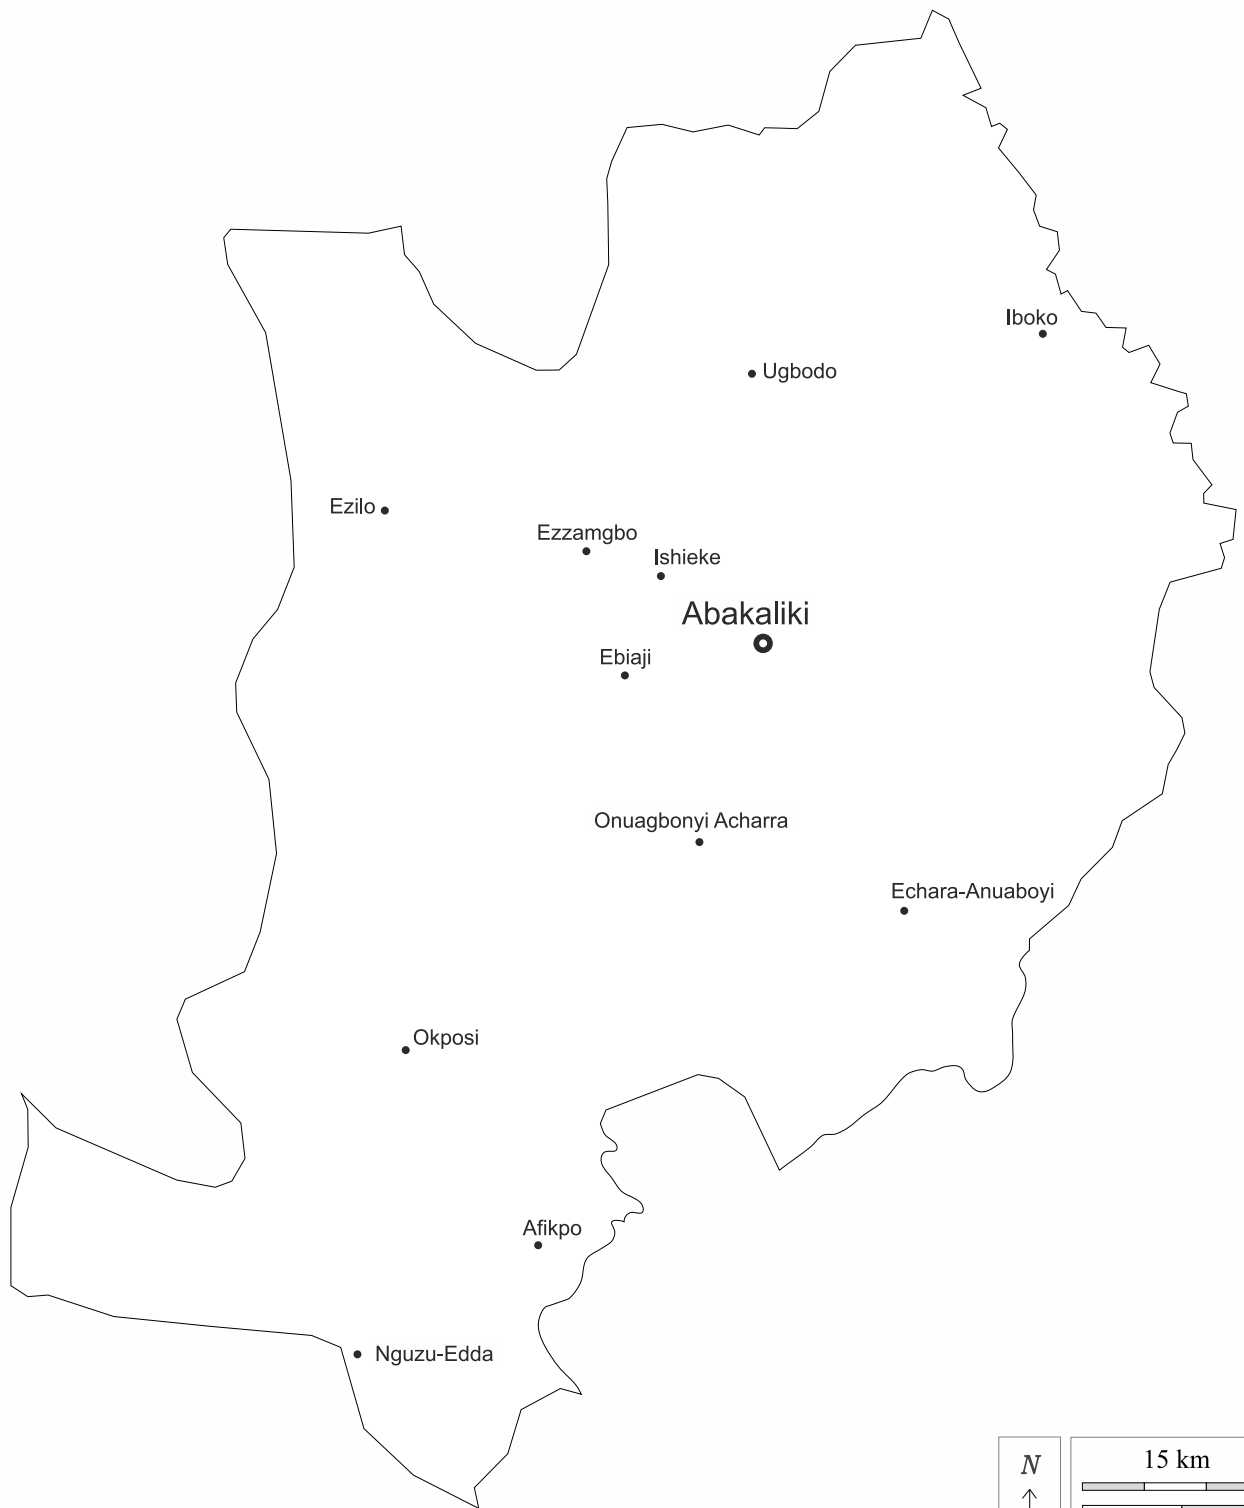 Iboko
Ugbodo
Ezilo
Ezzamgbo
Ishieke
Abakaliki
Ebiaji
Onuagbonyi Acharra
Echara-Anuaboyi
Okposi
Afikpo
Nguzu-Edda
N
15 km